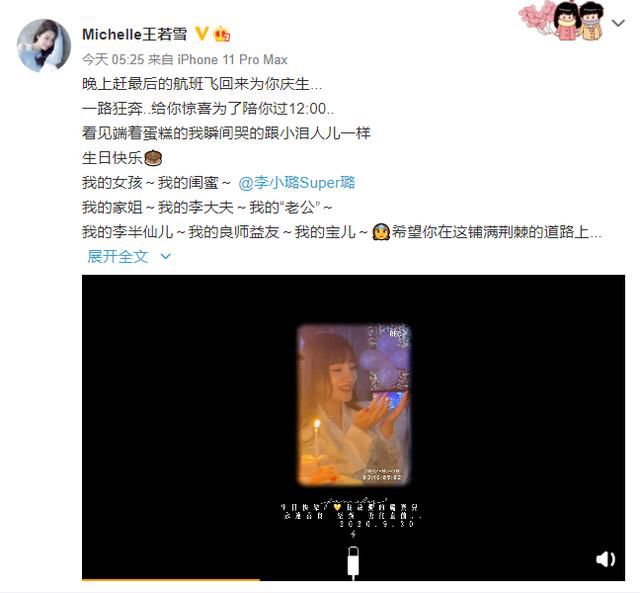 Michelle王若雪
今天 05:25 来自 iPhone 11 Pro Max
晚上赶最后的航班飞回来为你庆生...
一路狂奔..给你惊喜为了陪你过12:00..
看见端着蛋糕的我瞬间哭的跟小泪人儿一样
生日快乐🎂
我的女孩～我的闺蜜～ @李小璐Super璐
我的家姐～我的李大夫～我的“老公”～
我的李半仙儿～我的良师益友～我的宝儿～👰希望你在这铺满荆棘的道路上...
展开全文
REC
2020.9.30